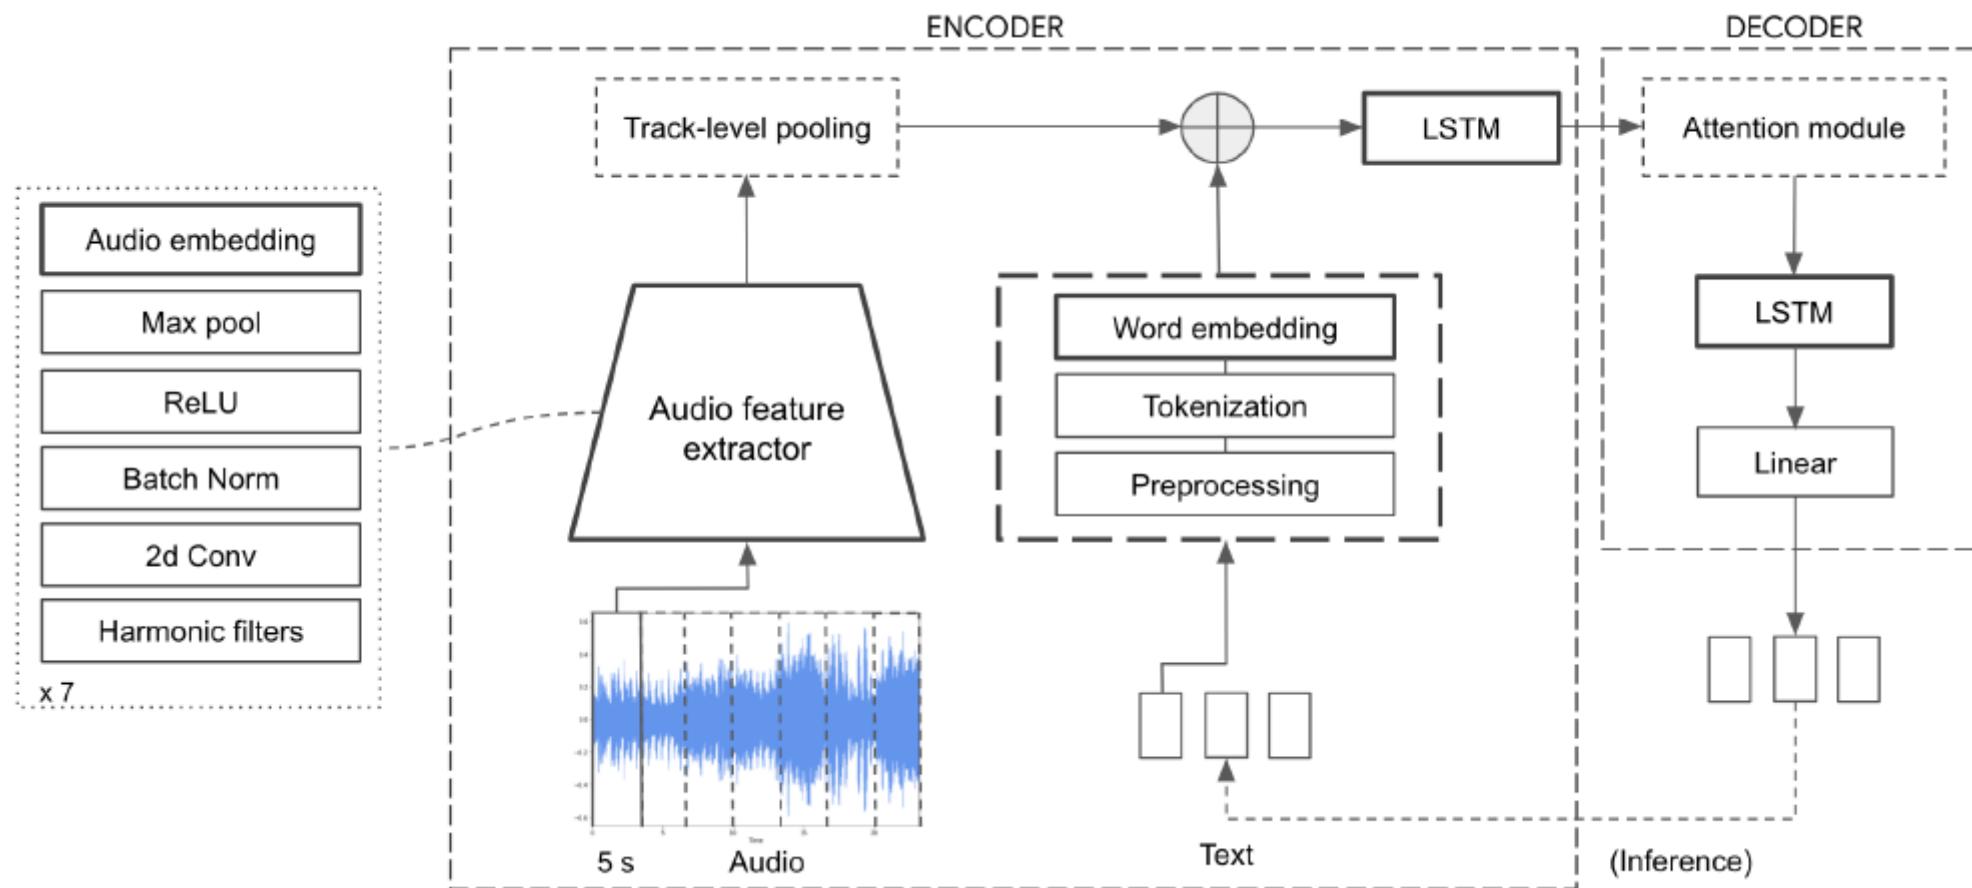 ENCODER
DECODER
Track-level pooling
LSTM
Attention module
Audio embedding
Max pool
ReLU
Batch Norm
2d Conv
Harmonic filters
x 7
Audio feature
extractor
Word embedding
Tokenization
Preprocessing
LSTM
Linear
5 s
Audio
Text
(Inference)